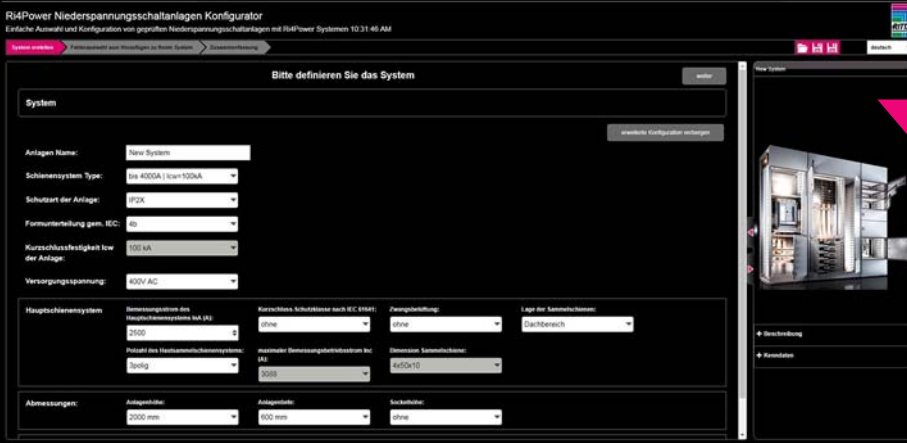 Ri4Power Niederspannungsschaltanlagen Konfigurator
Einfache Auswahl und Konfiguration von geprüften Niederspannungsschaltanlagen mit Ri4Power Systemen 10:31:46 AM
System erstellen
Feldauswahl zum Hinzufügen zu Ihrem System
Zusammenfassung
deutsch
Bitte definieren Sie das System
weiter
New System
System
erweiterte Konfiguration verbergen
Anlagen Name: New System
Schienensystem Type: bis 4000A | Icw=100kA
Schutzart der Anlage: IP2X
Formunterteilung gem. IEC: 4b
Kurzschlussfestigkeit Icw
der Anlage: 100 kA
Versorgungsspannung: 400V AC
Hauptschienensystem
Bemessungsstrom des
Hauptschienensystems InA (A):
2500
Kurzschluss-Schutzklasse nach IEC 61641:
ohne
Zwangsbelüftung:
ohne
Lage der Sammelschienen:
Dachbereich
Polzahl des Hautsammelschienensystems:
3polig
maximaler Bemessungsbetriebsstrom Inc
(A):
3088
Dimension Sammelschiene:
4x50x10
Abmessungen:
Anlagenhöhe:
2000 mm
Anlagentiefe:
600 mm
Sockelhöhe:
ohne
+ Beschreibung
+ Kenndaten